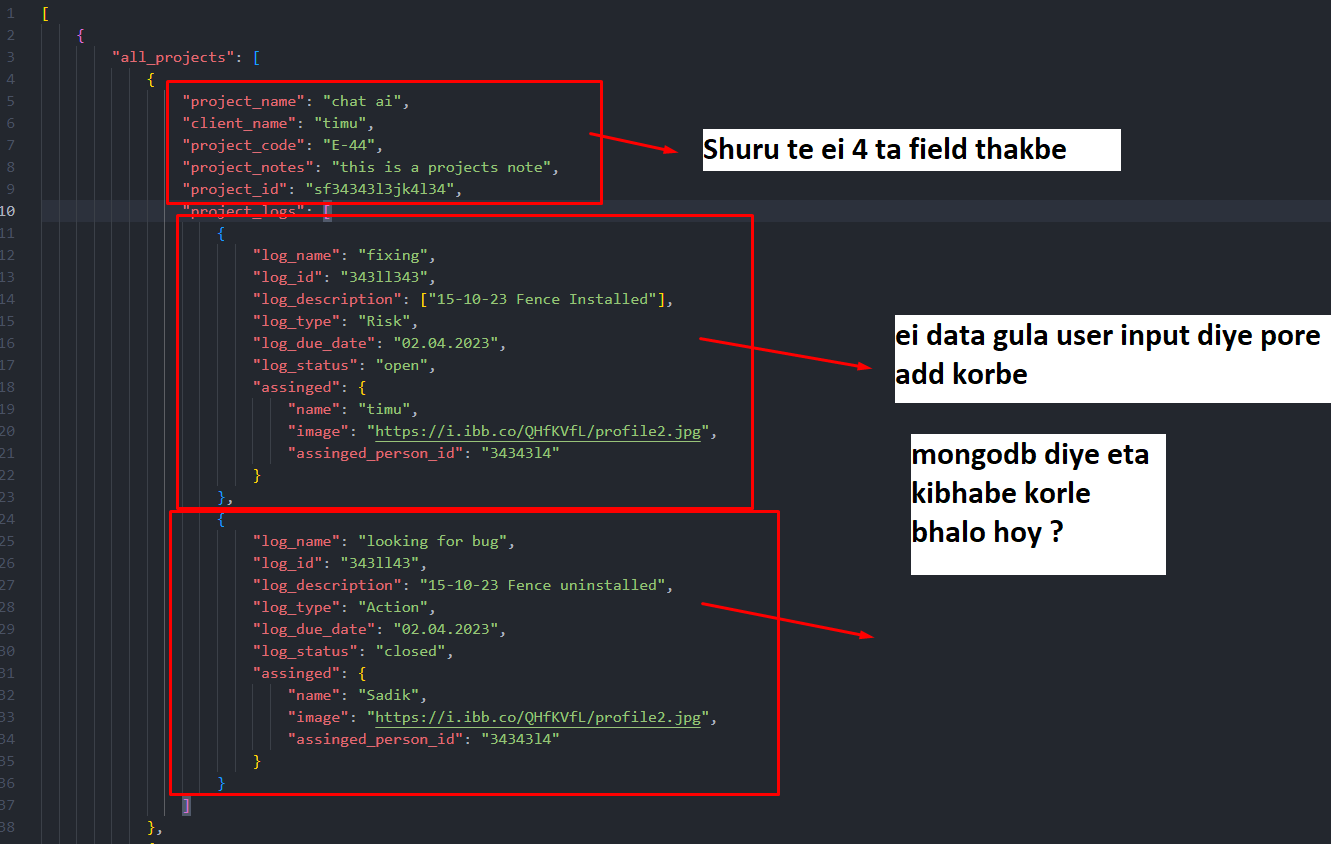 1 [
2 {
3 "all_projects": [
4 {
5 "project_name": "chat ai",
6 "client_name": "timu",
7 "project_code": "E-44",
8 "project_notes": "this is a projects note",
9 "project_id": "sf34343l3jk4l34",
10 "project_logs": [
11 {
12 "log_name": "fixing",
13 "log_id": "343ll343",
14 "log_description": ["15-10-23 Fence Installed"],
15 "log_type": "Risk",
16 "log_due_date": "02.04.2023",
17 "log_status": "open",
18 "assinged": {
19 "name": "timu",
20 "image": "https://i.ibb.co/QHfKVfL/profile2.jpg",
21 "assinged_person_id": "34343l4"
22 }
23 },
24 {
25 "log_name": "looking for bug",
26 "log_id": "343ll43",
27 "log_description": "15-10-23 Fence uninstalled",
28 "log_type": "Action",
29 "log_due_date": "02.04.2023",
30 "log_status": "closed",
31 "assinged": {
32 "name": "Sadik",
33 "image": "https://i.ibb.co/QHfKVfL/profile2.jpg",
34 "assinged_person_id": "34343l4"
35 }
36 }
37 ]
38 },
Shuru te ei 4 ta field thakbe
ei data gula user input diye pore
add korbe
mongodb diye eta
kibhabe korle
bhalo hoy ?